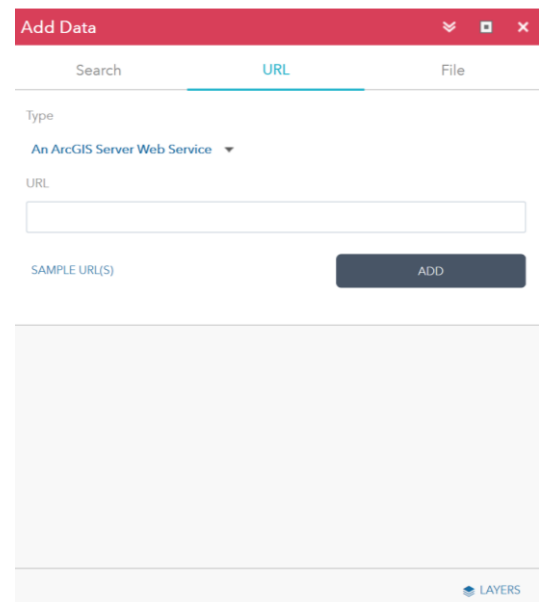 Add Data
Search URL File
Type
An ArcGIS Server Web Service
URL
SAMPLE URL(S) ADD
LAYERS